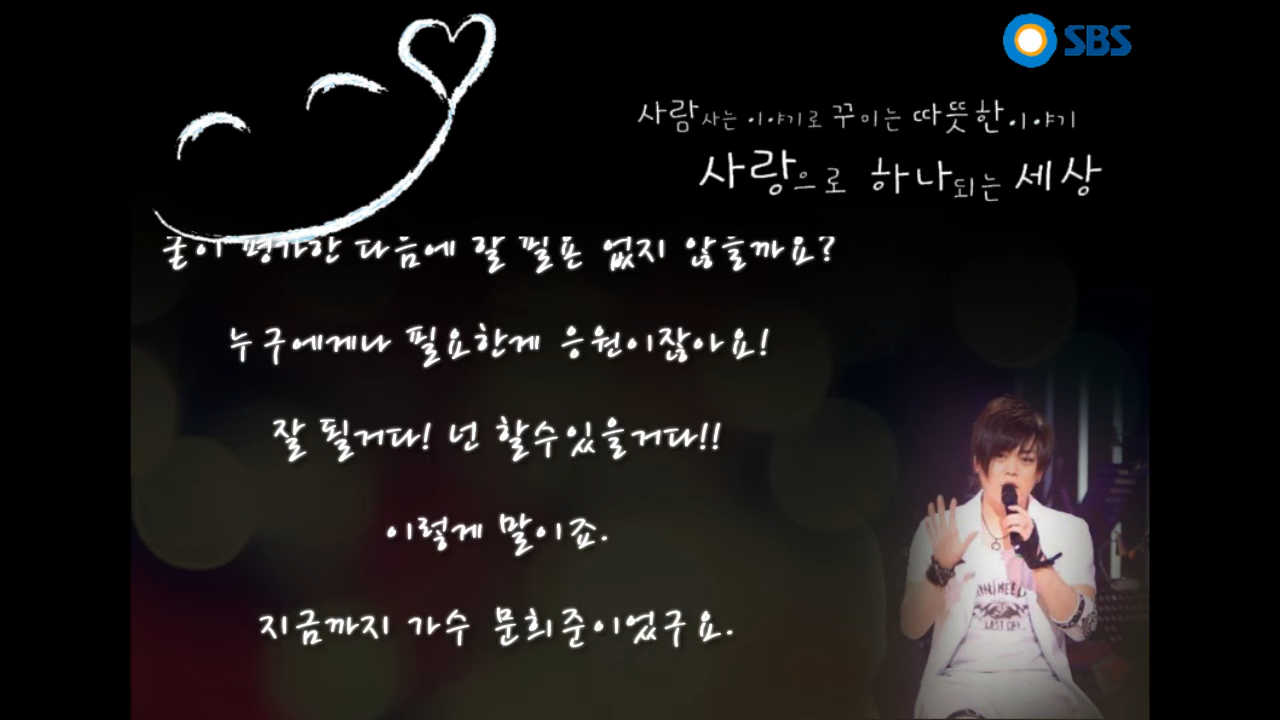 SBS
사람사는 이야기로 꾸미는 따뜻한이야기
사랑으로 하나되는 세상
굳이 평가한 다음에 할 필욘 없지 않을까요?
누구에게나 필요한게 응원이잖아요!
잘 될거다! 넌 할수있을거다!!
이렇게 말이죠.
지금까지 가수 문희준이었구요.
LAST